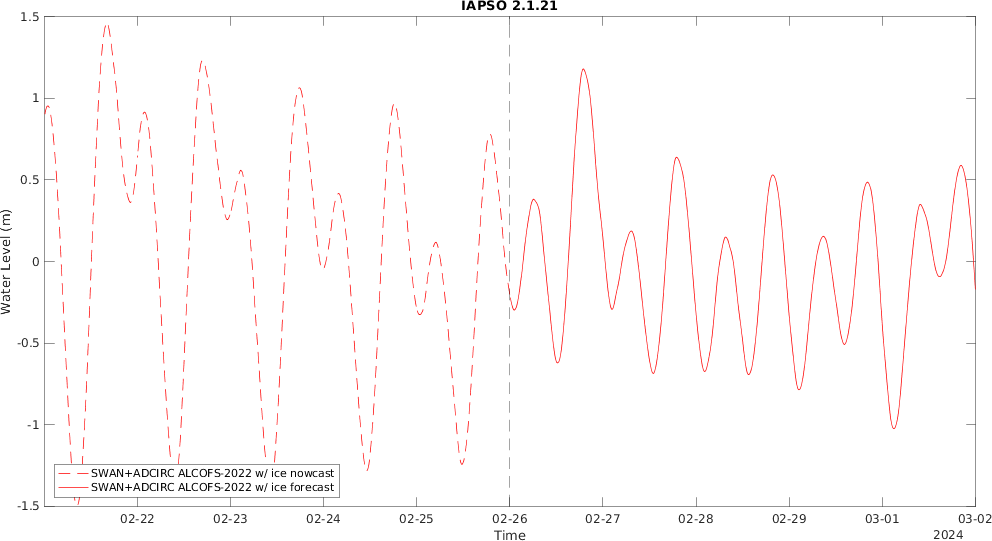 IAPSO 2.1.21
1.5
1
0.5
0
-0.5
-1
-1.5
Water Level (m)
SWAN+ADCIRC ALCOFS-2022 w/ ice nowcast
SWAN+ADCIRC ALCOFS-2022 w/ ice forecast
02-22 02-23 02-24 02-25 02-26 02-27 02-28 02-29 03-01 03-02
Time
2024